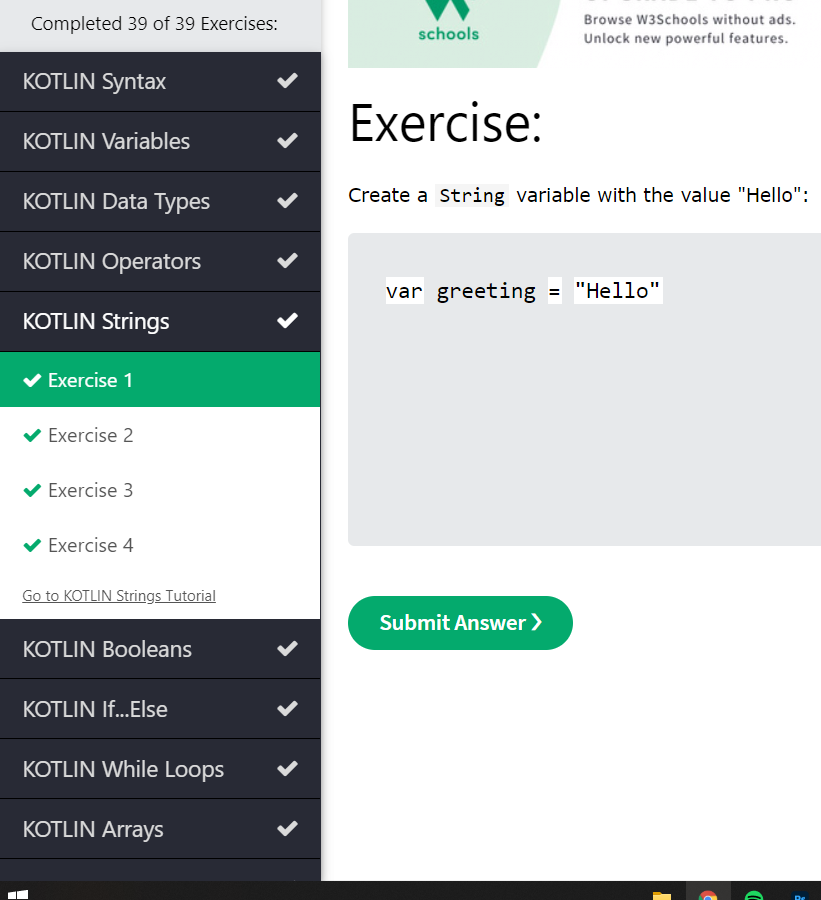 Completed 39 of 39 Exercises:
KOTLIN Syntax
KOTLIN Variables
KOTLIN Data Types
KOTLIN Operators
KOTLIN Strings
Exercise 1
Exercise 2
Exercise 3
Exercise 4
Go to KOTLIN Strings Tutorial
KOTLIN Booleans
KOTLIN If...Else
KOTLIN While Loops
KOTLIN Arrays
schools
Browse W3Schools without ads.
Unlock new powerful features.
Exercise:
Create a String variable with the value "Hello":
var greeting = "Hello"
Submit Answer ❯